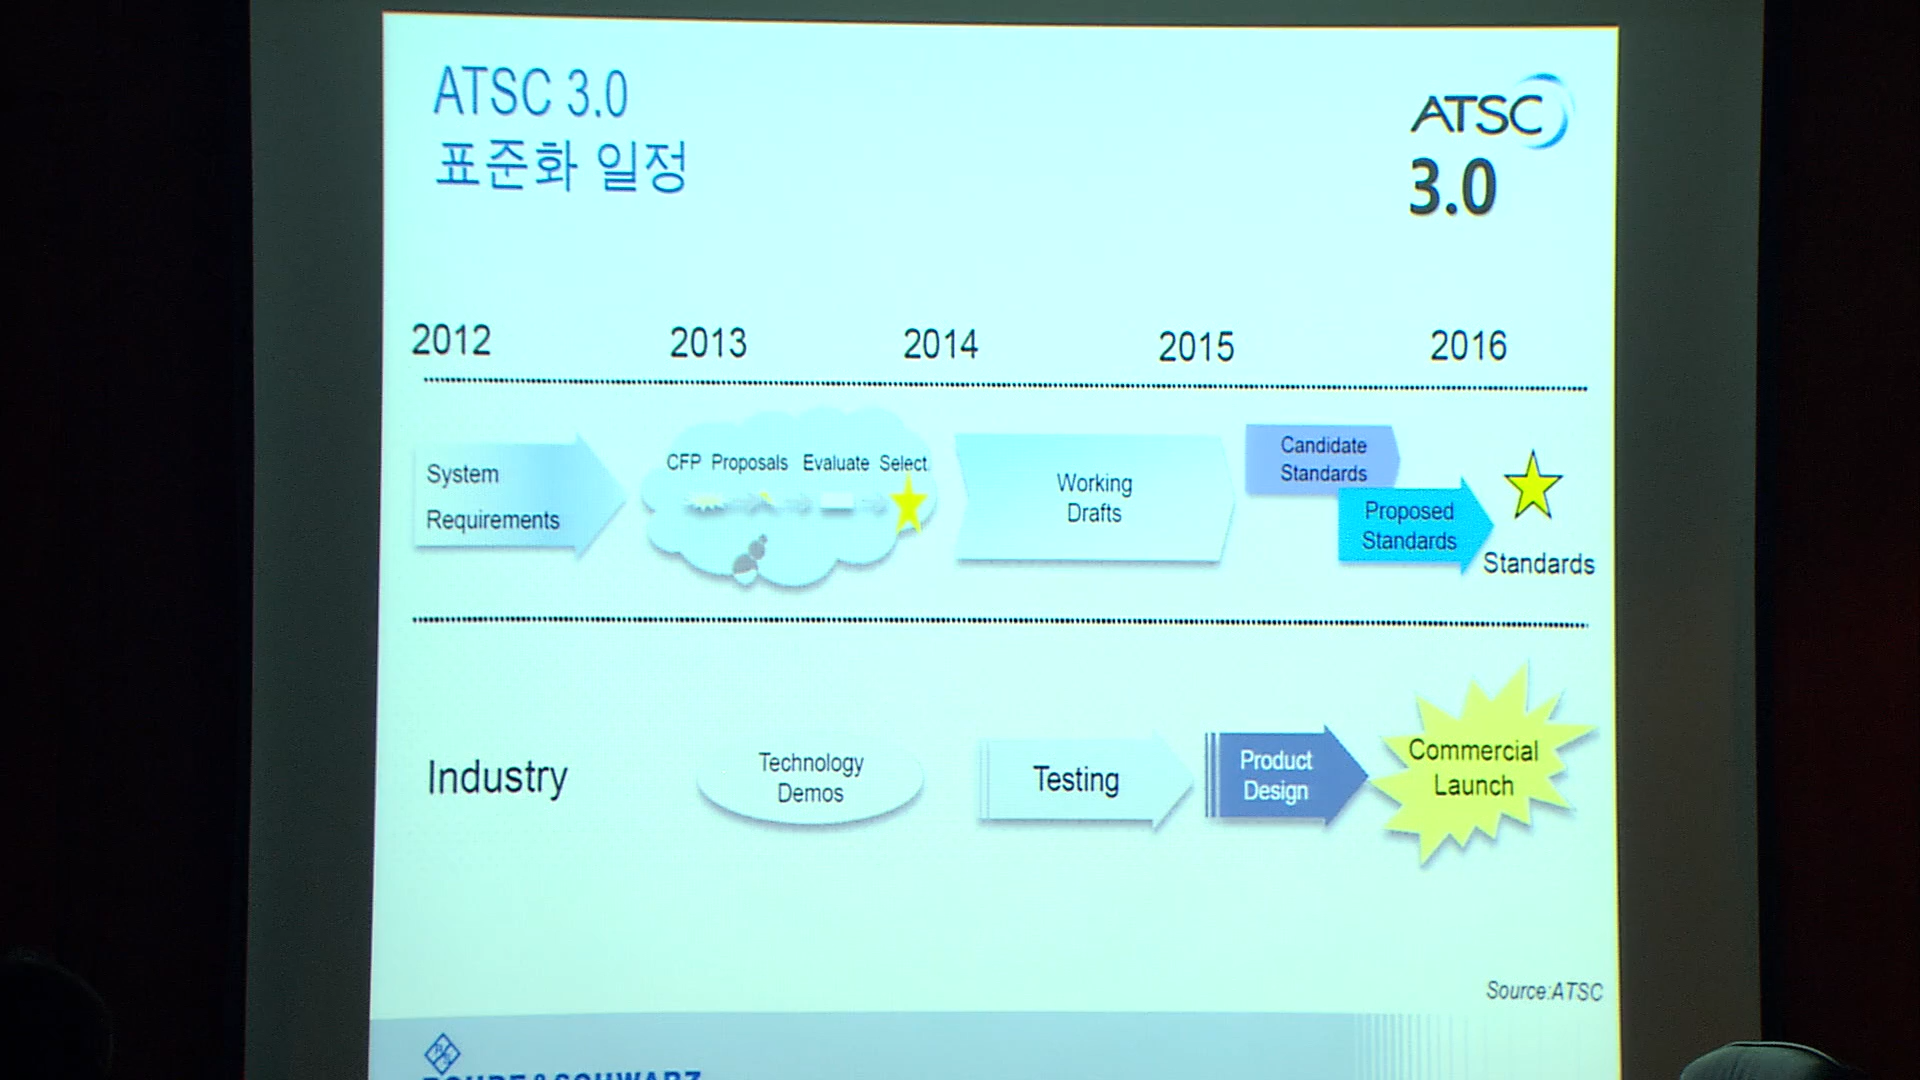 ATSC 3.0
표준화 일정
ATSC
3.0
2012 2013 2014 2015 2016
System
Requirements
CFP Proposals Evaluate Select
Working
Drafts
Candidate
Standards
Proposed
Standards
Standards
Industry
Technology
Demos
Testing
Product
Design
Commercial
Launch
Source:ATSC
ROHDE&SCHWARZ